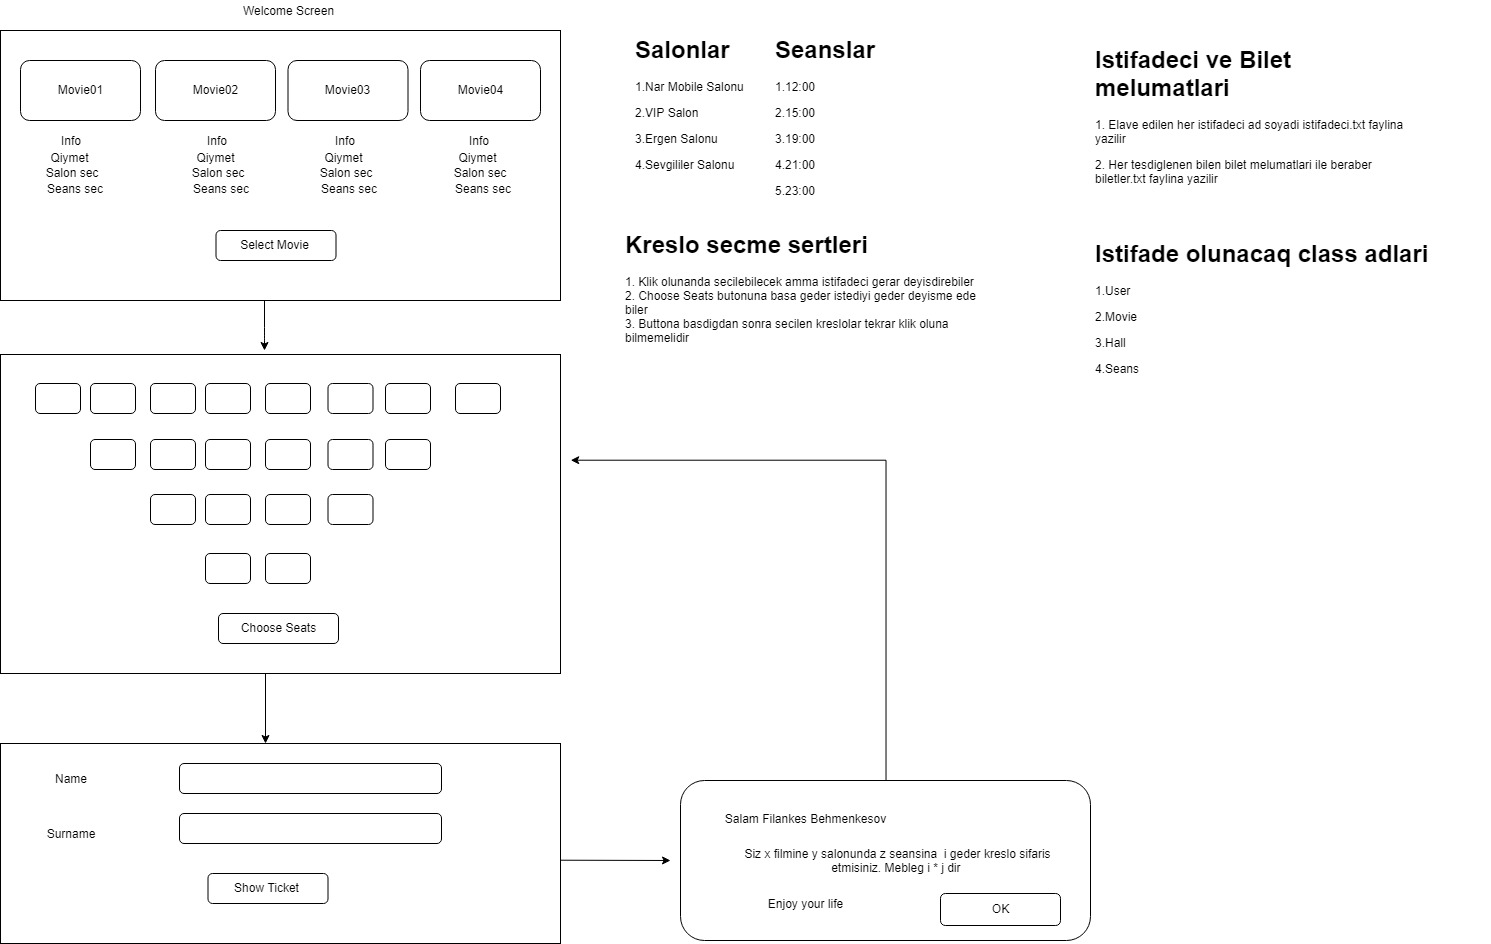 Welcome Screen
Movie01
Movie02
Movie03
Movie04
Info
Qiymet
Salon sec
Seans sec
Info
Qiymet
Salon sec
Seans sec
Info
Qiymet
Salon sec
Seans sec
Info
Qiymet
Salon sec
Seans sec
Select Movie
Salonlar
1.Nar Mobile Salonu
2.VIP Salon
3.Ergen Salonu
4.Sevgililer Salonu
Seanslar
1.12:00
2.15:00
3.19:00
4.21:00
5.23:00
Istifadeci ve Bilet
melumatlari
1. Elave edilen her istifadeci ad soyadi istifadeci.txt faylina
yazilir
2. Her tesdiglenen bilen bilet melumatlari ile beraber
biletler.txt faylina yazilir
Kreslo secme sertleri
1. Klik olunanda secilebilecek amma istifadeci gerar deyisdirebiler
2. Choose Seats butonuna basa geder istediyi geder deyisme ede
biler
3. Buttona basdigdan sonra secilen kreslolar tekrar klik oluna
bilmemelidir
Istifade olunacaq class adlari
1.User
2.Movie
3.Hall
4.Seans
Choose Seats
Name
Surname
Show Ticket
Salam Filankes Behmenkesov
Siz x filmine y salonunda z seansina i geder kreslo sifaris
etmisiniz. Mebleg i * j dir
Enjoy your life
OK